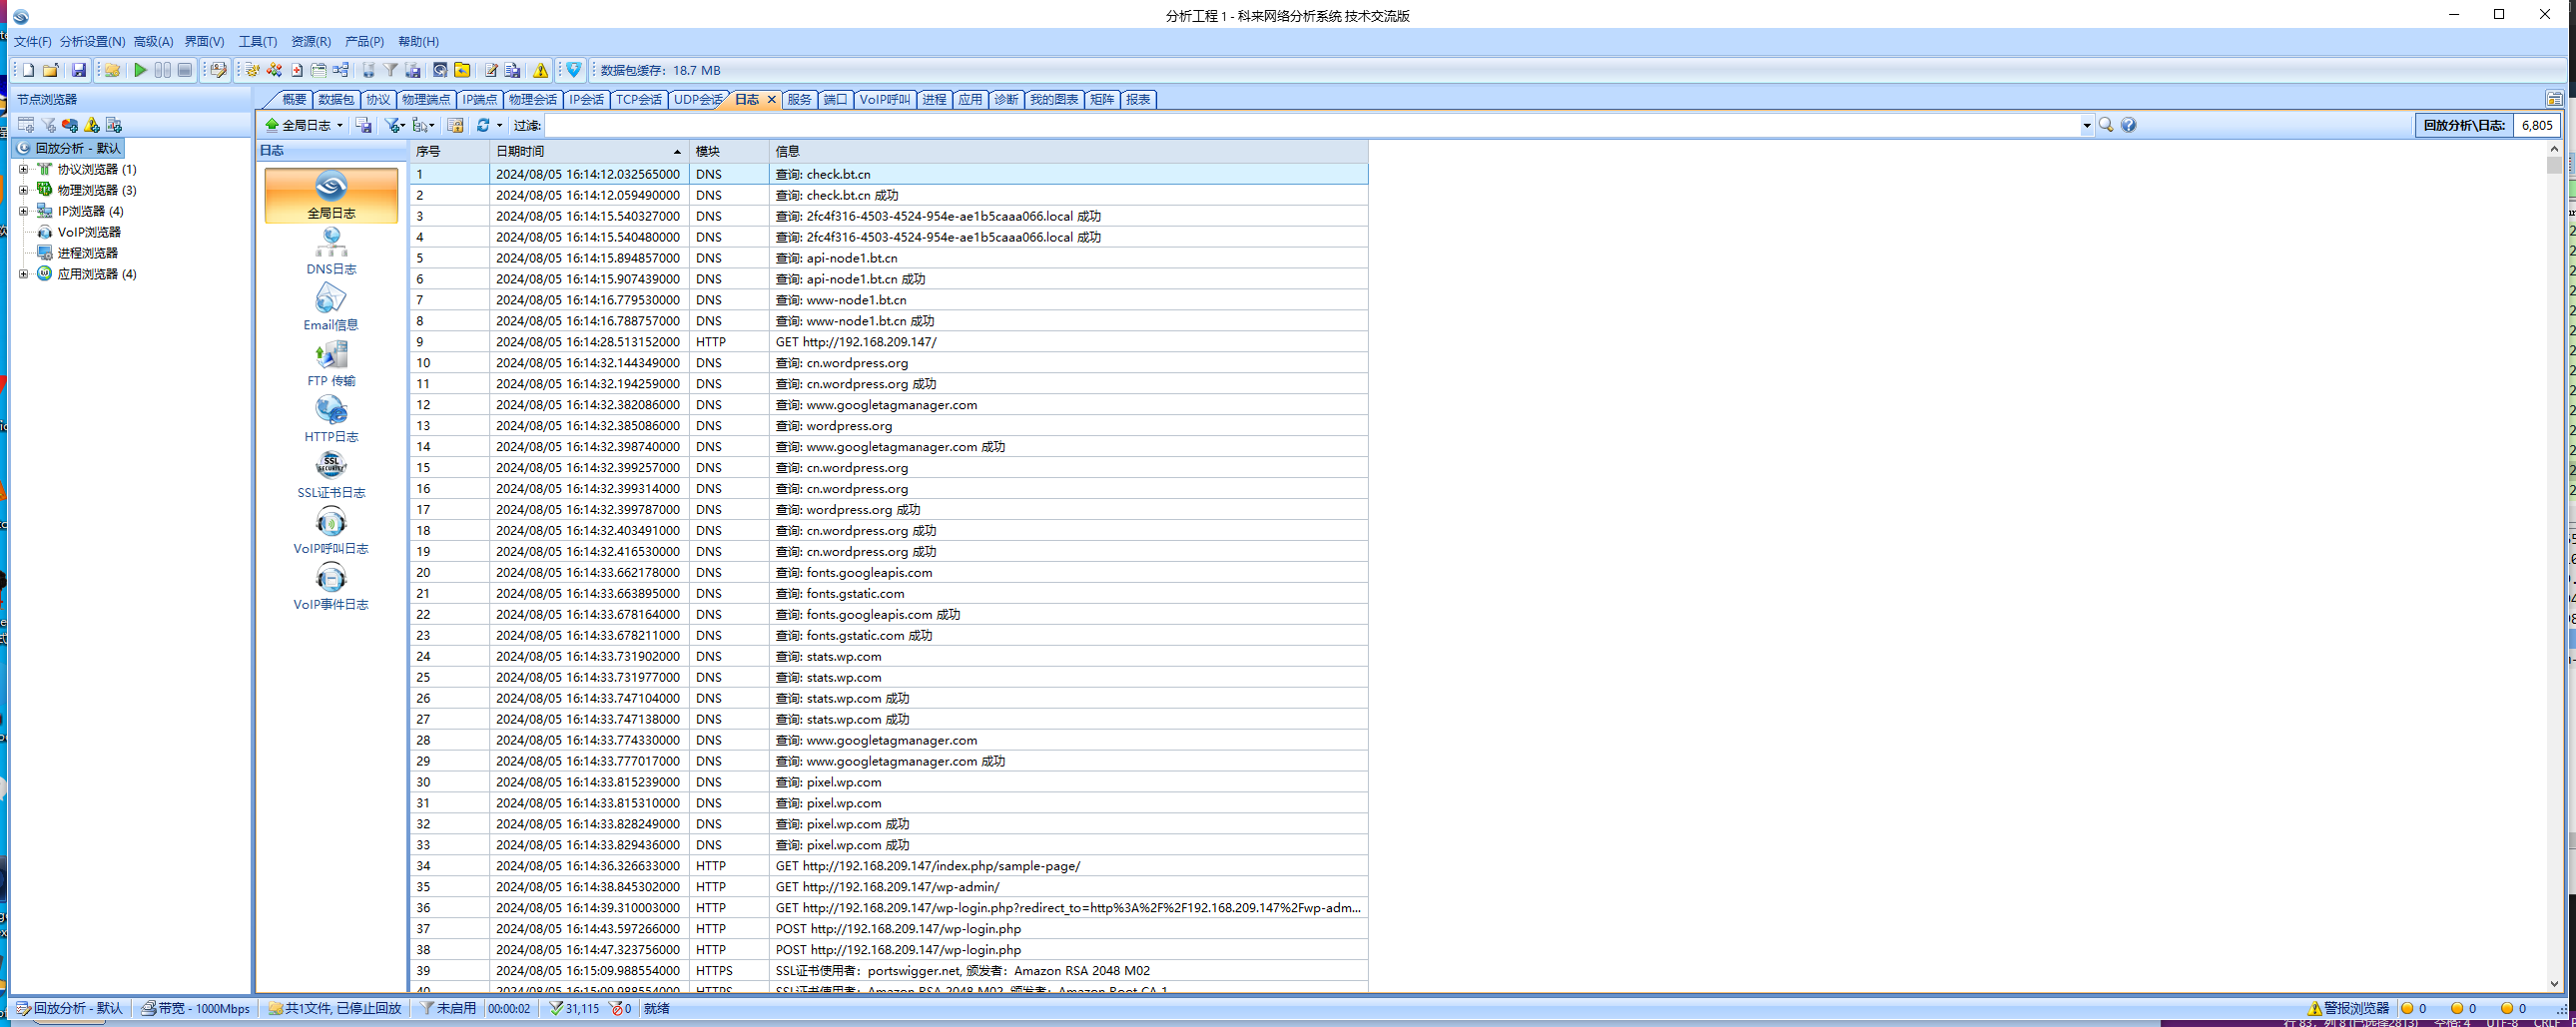 分析工程 1 - 科来网络分析系统 技术交流版
文件(F) 分析设置(N) 高级(A) 界面(V) 工具(T) 资源(R) 产品(P) 帮助(H)
数据包缓存: 18.7 MB
节点浏览器
概要 数据包 协议 物理端点 IP端点 物理会话 IP会话 TCP会话 UDP会话 日志 服务 端口 VoIP呼叫 进程 应用 诊断 我的图表 矩阵 报表
全局日志 过滤: 回放分析\日志: 6,805
回放分析 - 默认
协议浏览器 (1)
物理浏览器 (3)
IP浏览器 (4)
VoIP浏览器
进程浏览器
应用浏览器 (4)
日志
全局日志
DNS日志
Email信息
FTP 传输
HTTP日志
SSL证书日志
VoIP呼叫日志
VoIP事件日志
序号 日期时间 模块 信息
1 2024/08/05 16:14:12.032565000 DNS 查询: check.bt.cn
2 2024/08/05 16:14:12.059490000 DNS 查询: check.bt.cn 成功
3 2024/08/05 16:14:15.540327000 DNS 查询: 2fc4f316-4503-4524-954e-ae1b5caaa066.local 成功
4 2024/08/05 16:14:15.540480000 DNS 查询: 2fc4f316-4503-4524-954e-ae1b5caaa066.local 成功
5 2024/08/05 16:14:15.894857000 DNS 查询: api-node1.bt.cn
6 2024/08/05 16:14:15.907439000 DNS 查询: api-node1.bt.cn 成功
7 2024/08/05 16:14:16.779530000 DNS 查询: www-node1.bt.cn
8 2024/08/05 16:14:16.788757000 DNS 查询: www-node1.bt.cn 成功
9 2024/08/05 16:14:28.513152000 HTTP GET http://192.168.209.147/
10 2024/08/05 16:14:32.144349000 DNS 查询: cn.wordpress.org
11 2024/08/05 16:14:32.194259000 DNS 查询: cn.wordpress.org 成功
12 2024/08/05 16:14:32.382086000 DNS 查询: www.googletagmanager.com
13 2024/08/05 16:14:32.385086000 DNS 查询: wordpress.org
14 2024/08/05 16:14:32.398740000 DNS 查询: www.googletagmanager.com 成功
15 2024/08/05 16:14:32.399257000 DNS 查询: cn.wordpress.org
16 2024/08/05 16:14:32.399314000 DNS 查询: cn.wordpress.org
17 2024/08/05 16:14:32.399787000 DNS 查询: wordpress.org 成功
18 2024/08/05 16:14:32.403491000 DNS 查询: cn.wordpress.org 成功
19 2024/08/05 16:14:32.416530000 DNS 查询: cn.wordpress.org 成功
20 2024/08/05 16:14:33.662178000 DNS 查询: fonts.googleapis.com
21 2024/08/05 16:14:33.663895000 DNS 查询: fonts.gstatic.com
22 2024/08/05 16:14:33.678164000 DNS 查询: fonts.googleapis.com 成功
23 2024/08/05 16:14:33.678211000 DNS 查询: fonts.gstatic.com 成功
24 2024/08/05 16:14:33.731902000 DNS 查询: stats.wp.com
25 2024/08/05 16:14:33.731977000 DNS 查询: stats.wp.com
26 2024/08/05 16:14:33.747104000 DNS 查询: stats.wp.com 成功
27 2024/08/05 16:14:33.747138000 DNS 查询: stats.wp.com 成功
28 2024/08/05 16:14:33.774330000 DNS 查询: www.googletagmanager.com
29 2024/08/05 16:14:33.777017000 DNS 查询: www.googletagmanager.com 成功
30 2024/08/05 16:14:33.815239000 DNS 查询: pixel.wp.com
31 2024/08/05 16:14:33.815310000 DNS 查询: pixel.wp.com
32 2024/08/05 16:14:33.828249000 DNS 查询: pixel.wp.com 成功
33 2024/08/05 16:14:33.829436000 DNS 查询: pixel.wp.com 成功
34 2024/08/05 16:14:36.326633000 HTTP GET http://192.168.209.147/index.php/sample-page/
35 2024/08/05 16:14:38.845302000 HTTP GET http://192.168.209.147/wp-admin/
36 2024/08/05 16:14:39.310003000 HTTP GET http://192.168.209.147/wp-login.php?redirect_to=http%3A%2F%2F192.168.209.147%2Fwp-adm...
37 2024/08/05 16:14:43.597266000 HTTP POST http://192.168.209.147/wp-login.php
38 2024/08/05 16:14:47.323756000 HTTP POST http://192.168.209.147/wp-login.php
39 2024/08/05 16:15:09.988554000 HTTPS SSL证书使用者: portswigger.net, 颁发者: Amazon RSA 2048 M02
40 2024/08/05 16:15:09.988554000 HTTPS SSL证书使用者: Amazon RSA 2048 M02, 颁发者: Amazon Root CA 1
回放分析 - 默认 带宽 - 1000Mbps 共1文件, 已停止回放 未启用 00:00:02 31,115 0 就绪 警报浏览器 0 0 0